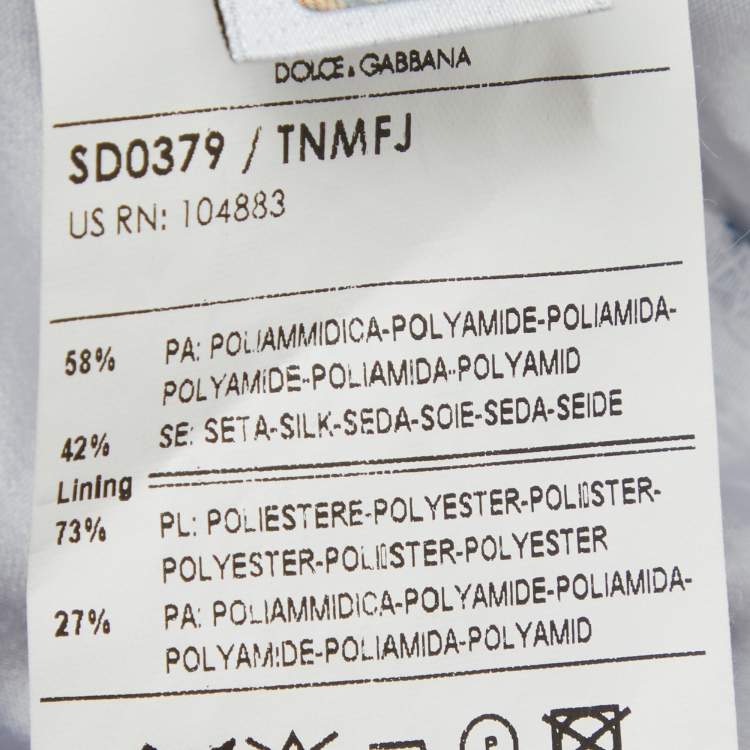 DOLCE & GABBANA
SD0379 / TNMFJ
US RN: 104883
58% PA: POLIAMMIDICA-POLYAMIDE-POLIAMIDA-
POLYAMIDE-POLIAMIDA-POLYAMID
42% SE: SETA-SILK-SEDA-SOIE-SEDA-SEIDE
Lining
73% PL: POLIESTERE-POLYESTER-POLIESTER-
POLYESTER-POLIESTER-POLYESTER
27% PA: POLIAMMIDICA-POLYAMIDE-POLIAMIDA-
POLYAMIDE-POLIAMIDA-POLYAMID
P